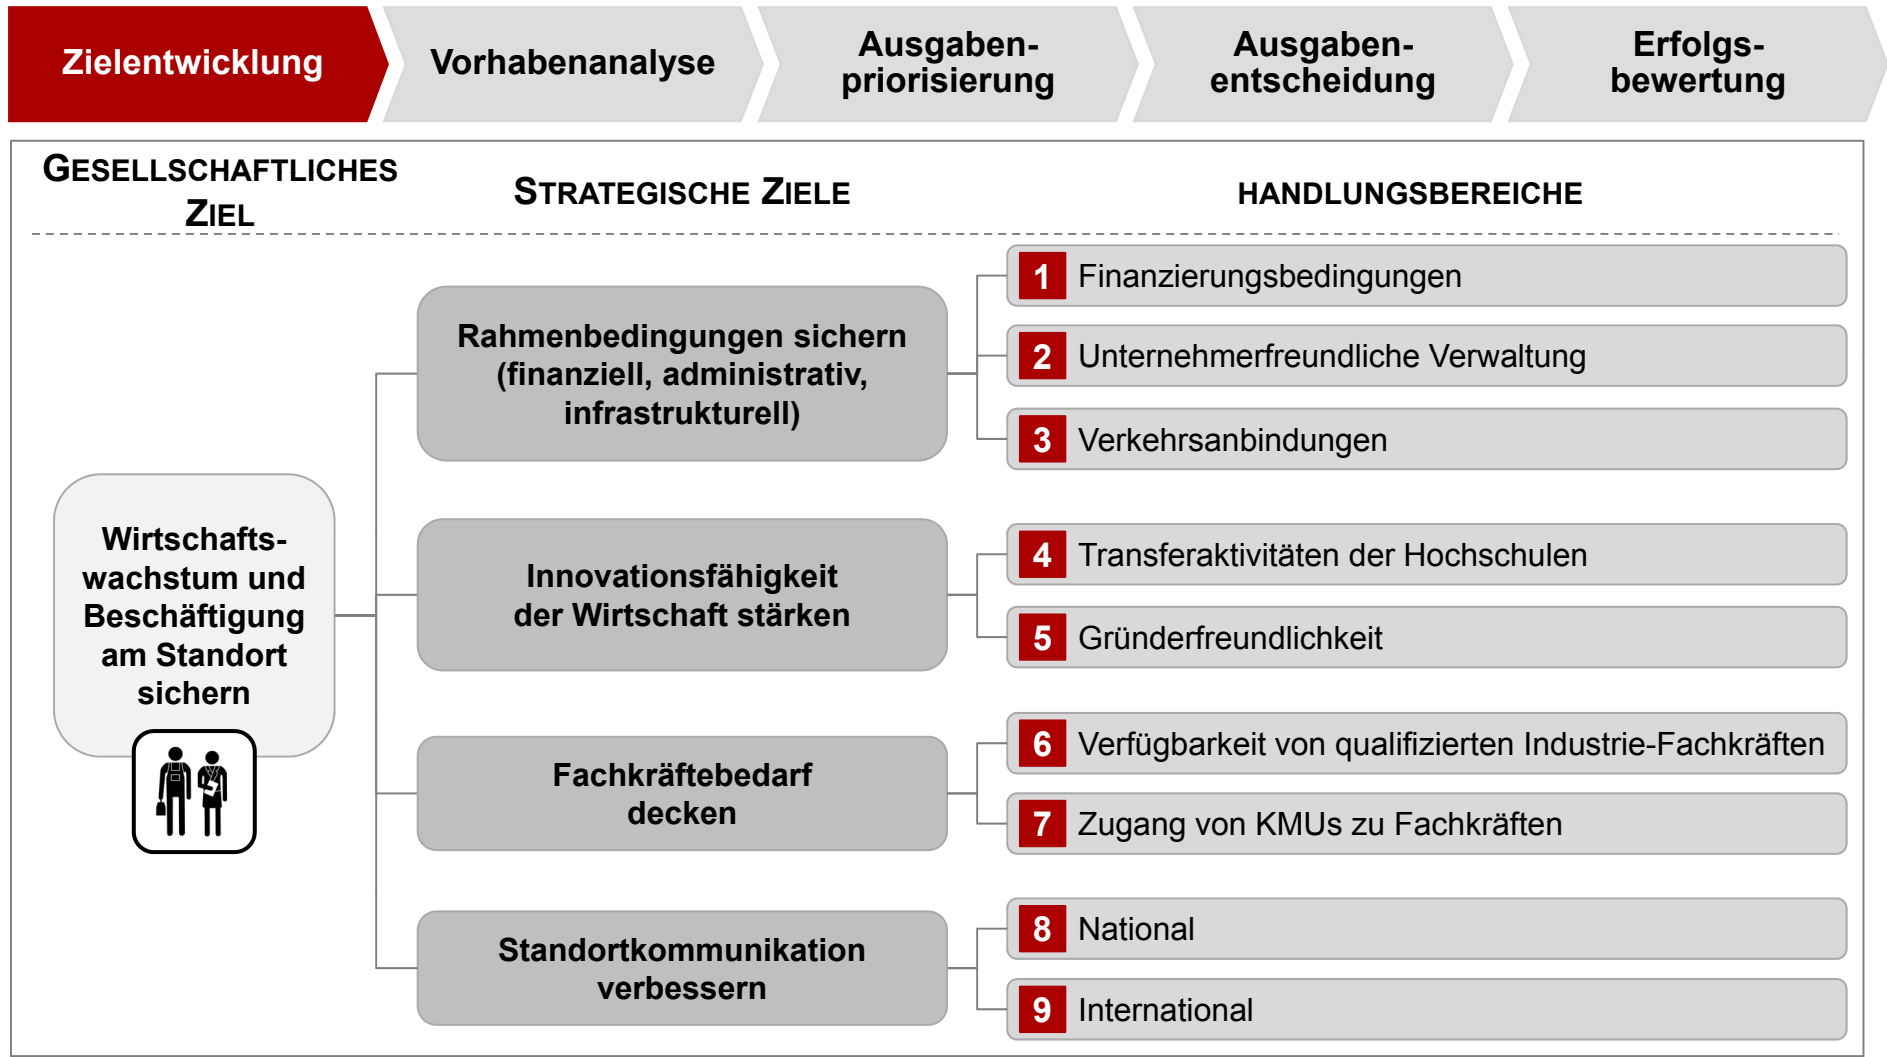 Zielentwicklung
Vorhabenanalyse
Ausgaben-
priorisierung
Ausgaben-
entscheidung
Erfolgs-
bewertung
GESELLSCHAFTLICHES
ZIEL
STRATEGISCHE ZIELE
HANDLUNGSBEREICHE
Wirtschafts-
wachstum und
Beschäftigung
am Standort
sichern
Rahmenbedingungen sichern
(finanziell, administrativ,
infrastrukturell)
1 Finanzierungsbedingungen
2 Unternehmerfreundliche Verwaltung
3 Verkehrsanbindungen
Innovationsfähigkeit
der Wirtschaft stärken
4 Transferaktivitäten der Hochschulen
5 Gründerfreundlichkeit
Fachkräftebedarf
decken
6 Verfügbarkeit von qualifizierten Industrie-Fachkräften
7 Zugang von KMUs zu Fachkräften
Standortkommunikation
verbessern
8 National
9 International